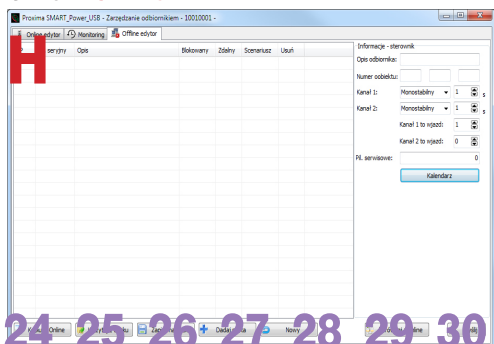 Proxima SMART_Power_USB - Zarządzanie odbiornikiem - 10010001 -
Online edytor Monitoring Offline edytor
H
seryjny Opis Blokowany Zdalny Scenariusz Usuń
Informacje - sterownik
Opis odbiornika:
Numer oobiektu:
Kanał 1: Monostabilny 1 s
Kanał 2: Monostabilny 1 s
Kanał 1 to wjazd: 1
Kanał 2 to wjazd: 0
Pil. serwisowe: 0
Kalendarz
Online Nowy
24 25 26 27 28 29 30